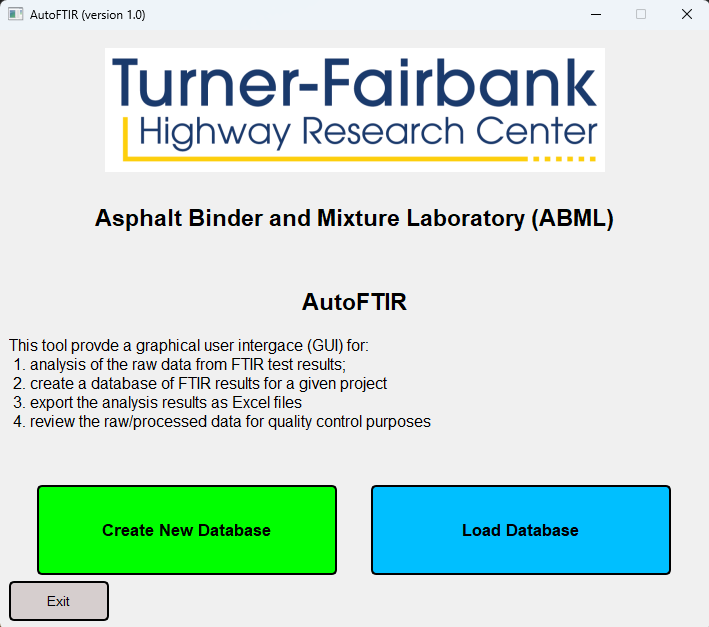 AutoFTIR (version 1.0)
Turner-Fairbank
Highway Research Center
Asphalt Binder and Mixture Laboratory (ABML)
AutoFTIR
This tool provde a graphical user intergace (GUI) for:
1. analysis of the raw data from FTIR test results;
2. create a database of FTIR results for a given project
3. export the analysis results as Excel files
4. review the raw/processed data for quality control purposes
Create New Database
Load Database
Exit